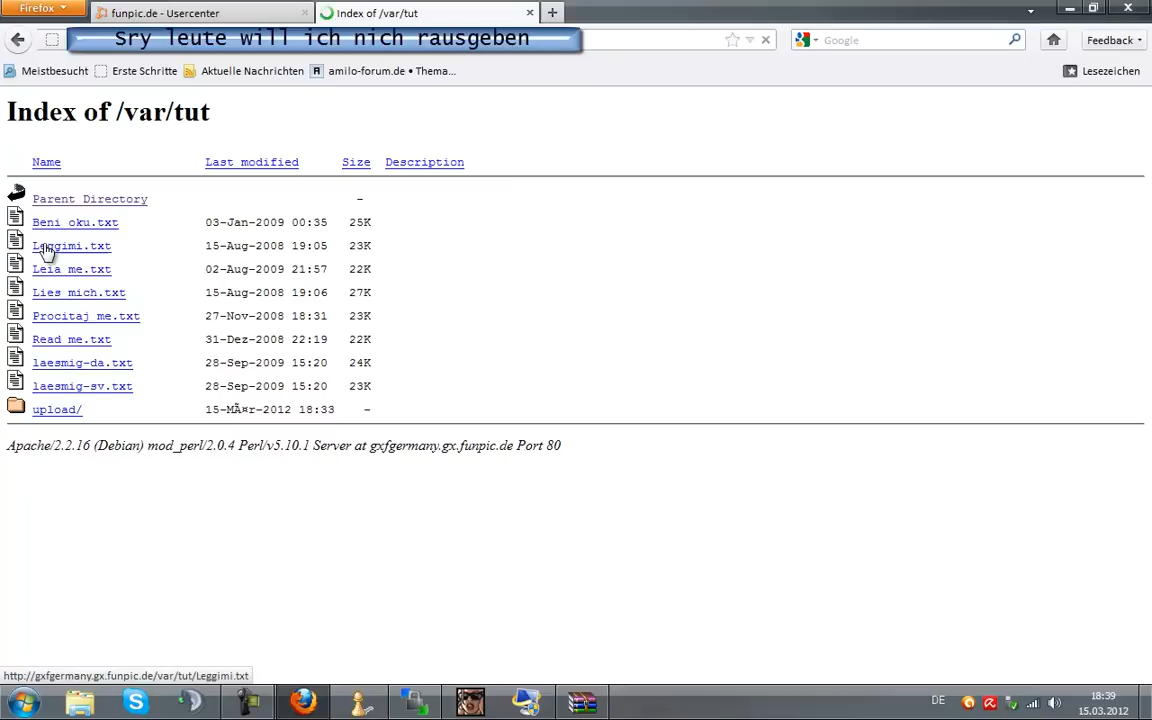 Firefox
funpic.de - Usercenter
Index of /var/tut
Sry leute will ich nich rausgeben
Google
Feedback
Meistbesucht
Erste Schritte
Aktuelle Nachrichten
amilo-forum.de • Thema...
Lesezeichen
Index of /var/tut
Name Last modified Size Description
Parent Directory -
Beni oku.txt 03-Jan-2009 00:35 25K
Leggimi.txt 15-Aug-2008 19:05 23K
Leia me.txt 02-Aug-2008 21:57 22K
Lies mich.txt 15-Aug-2008 19:06 27K
Procitaj me.txt 27-Nov-2008 18:31 23K
Read me.txt 31-Dez-2008 22:19 22K
laesmig-da.txt 28-Sep-2009 15:20 24K
laesmig-sv.txt 28-Sep-2009 15:20 23K
upload/ 15-MÃ¤r-2012 18:33 -
Apache/2.2.16 (Debian) mod_perl/2.0.4 Perl/v5.10.1 Server at gxfgermany.gx.funpic.de Port 80
http://gxfgermany.gx.funpic.de/var/tut/Leggimi.txt
DE
18:39
15.03.2012